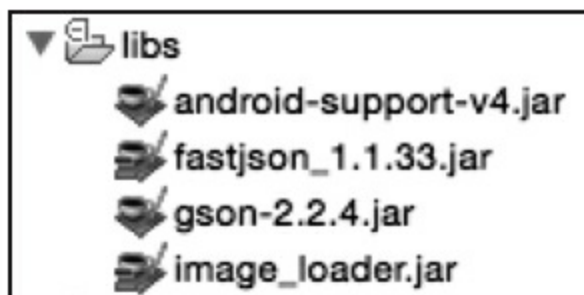 libs
android-support-v4.jar
fastjson_1.1.33.jar
gson-2.2.4.jar
image_loader.jar